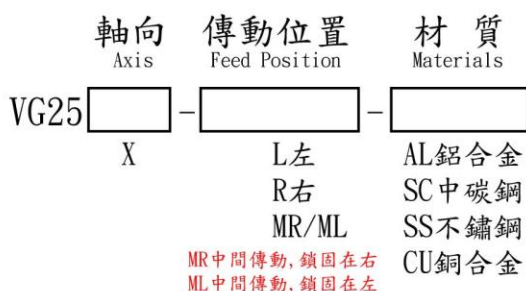 軸向 傳動位置 材質
Axis Feed Position Materials
VG25 - -
X L左 AL鋁合金
R右 SC中碳鋼
MR/ML SS不鏽鋼
MR中間傳動,鎖固在右 CU銅合金
ML中間傳動,鎖固在左